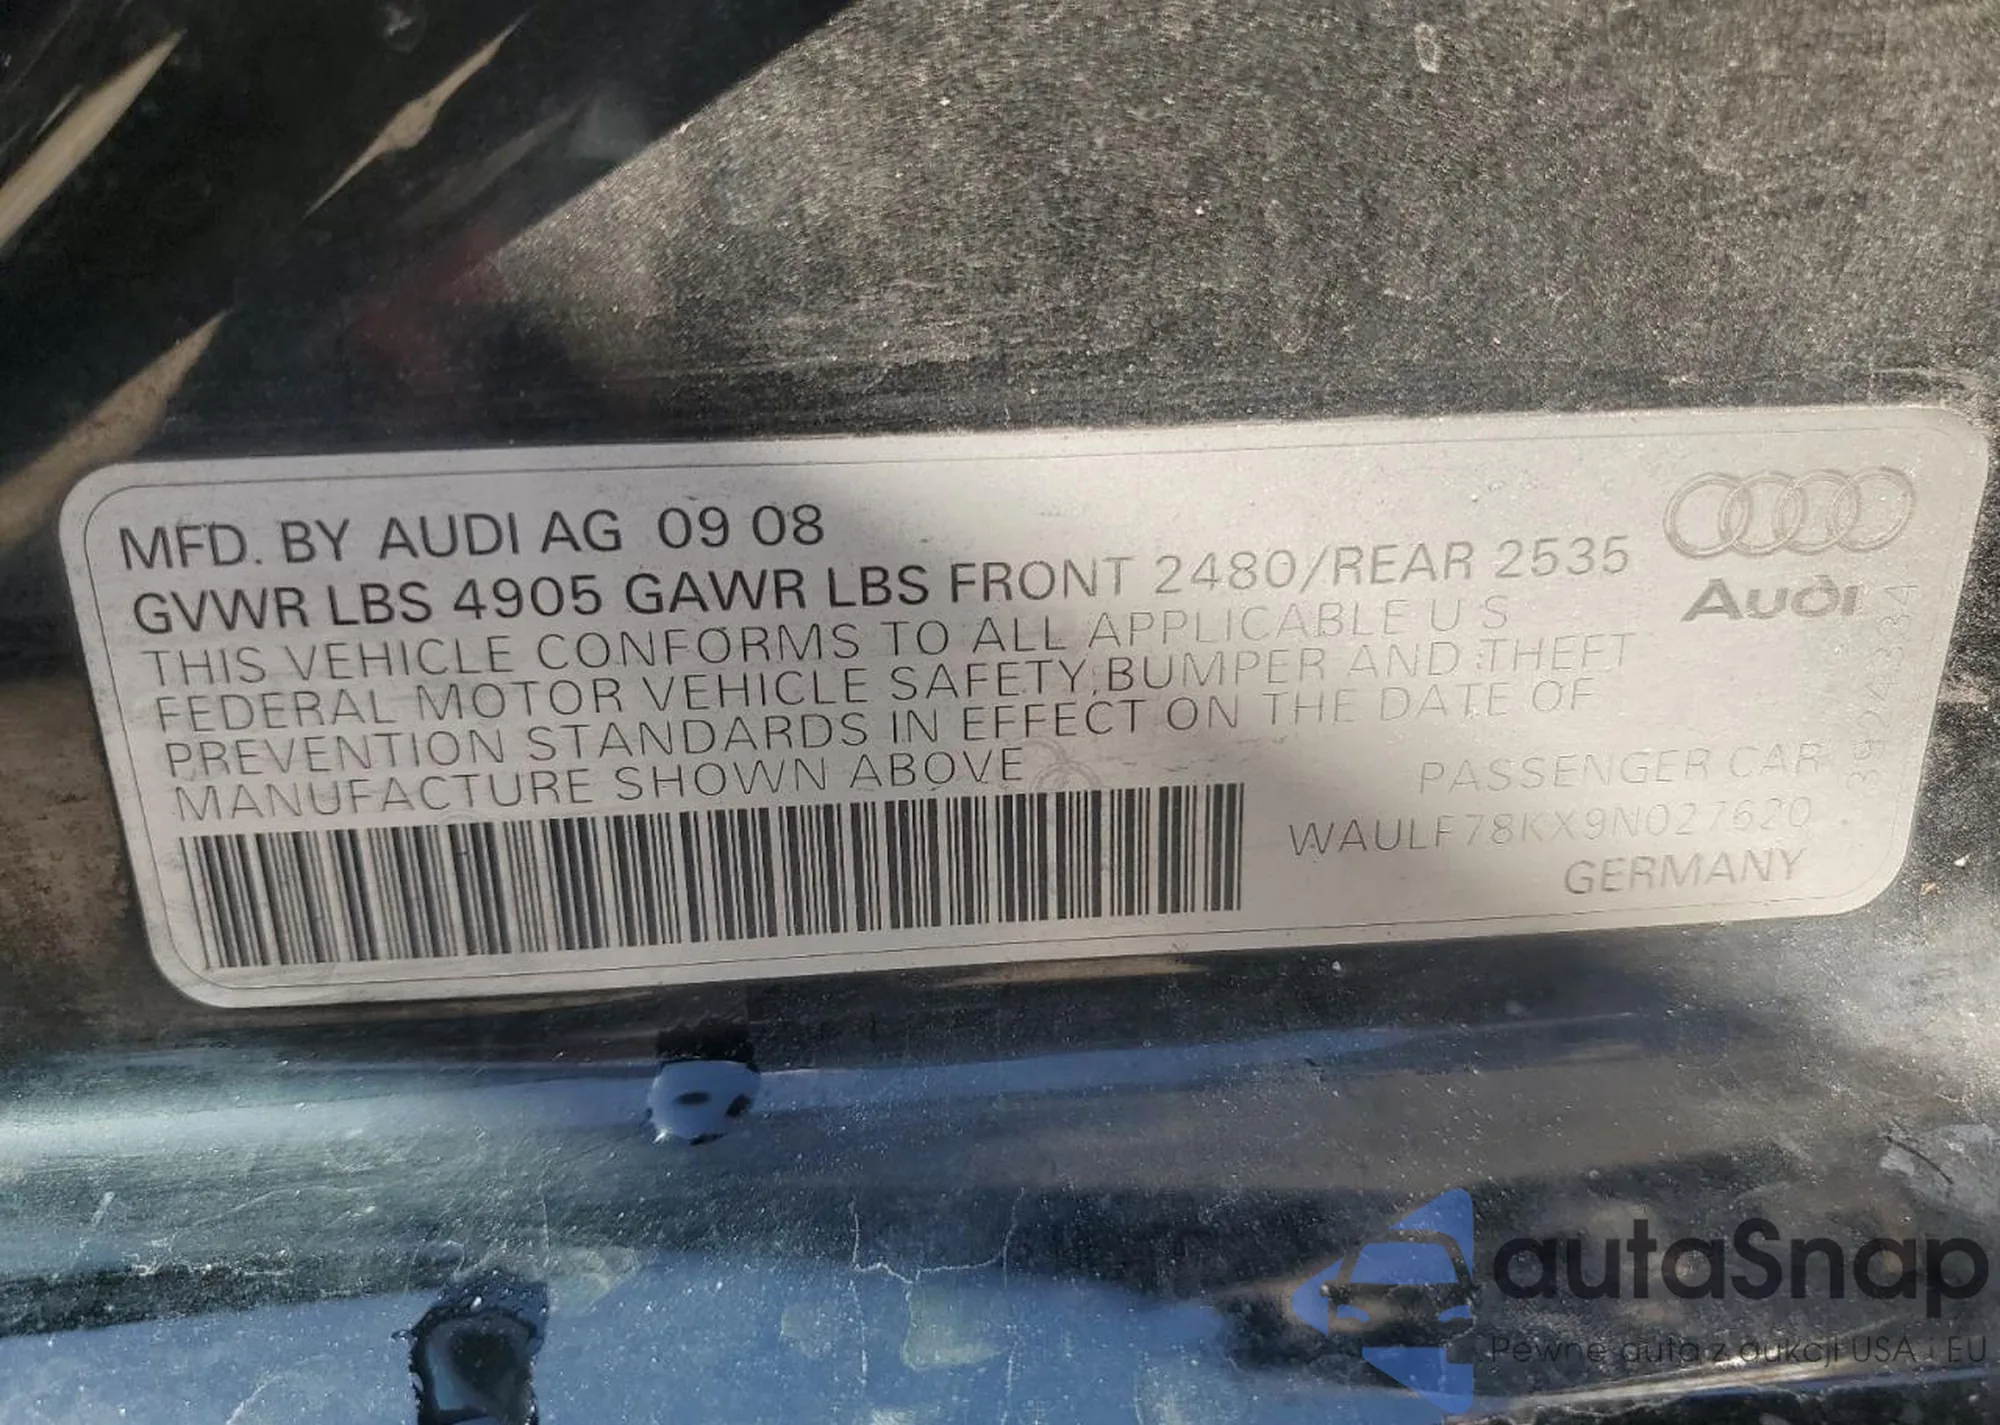 MFD. BY AUDI AG 09 08
GVWR LBS 4905 GAWR LBS FRONT 2480/REAR 2535
THIS VEHICLE CONFORMS TO ALL APPLICABLE U S
FEDERAL MOTOR VEHICLE SAFETY,BUMPER AND THEFT
PREVENTION STANDARDS IN EFFECT ON THE DATE OF
MANUFACTURE SHOWN ABOVE
PASSENGER CAR
WAULF78KX9N027620
GERMANY
Audi
39243334
autaSnap
Pewne auta z aukcji USA i EU